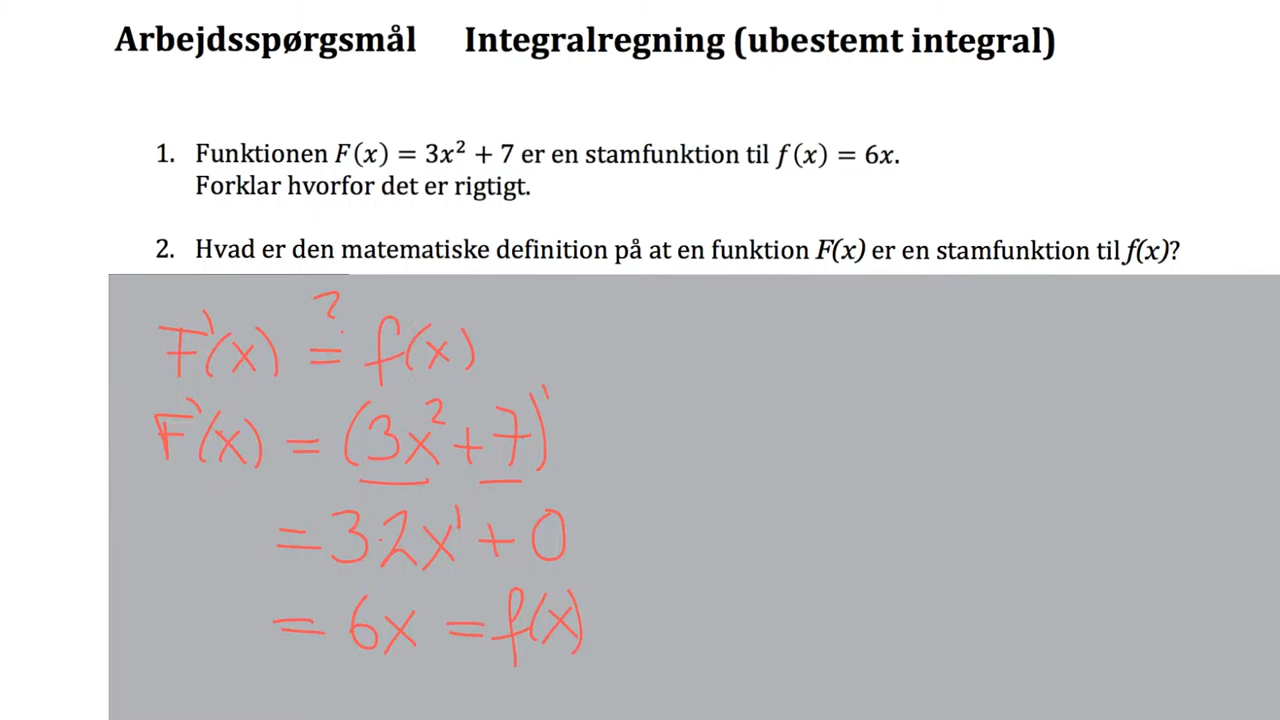 Arbejdsspørgsmål Integralregning (ubestemt integral)
1. Funktionen F(x) = 3x² + 7 er en stamfunktion til f(x) = 6x.
Forklar hvorfor det er rigtigt.
2. Hvad er den matematiske definition på at en funktion F(x) er en stamfunktion til f(x)?
?
F'(x) = f(x)
F'(x) = (3x² + 7)'
= 3·2x¹ + 0
= 6x = f(x)